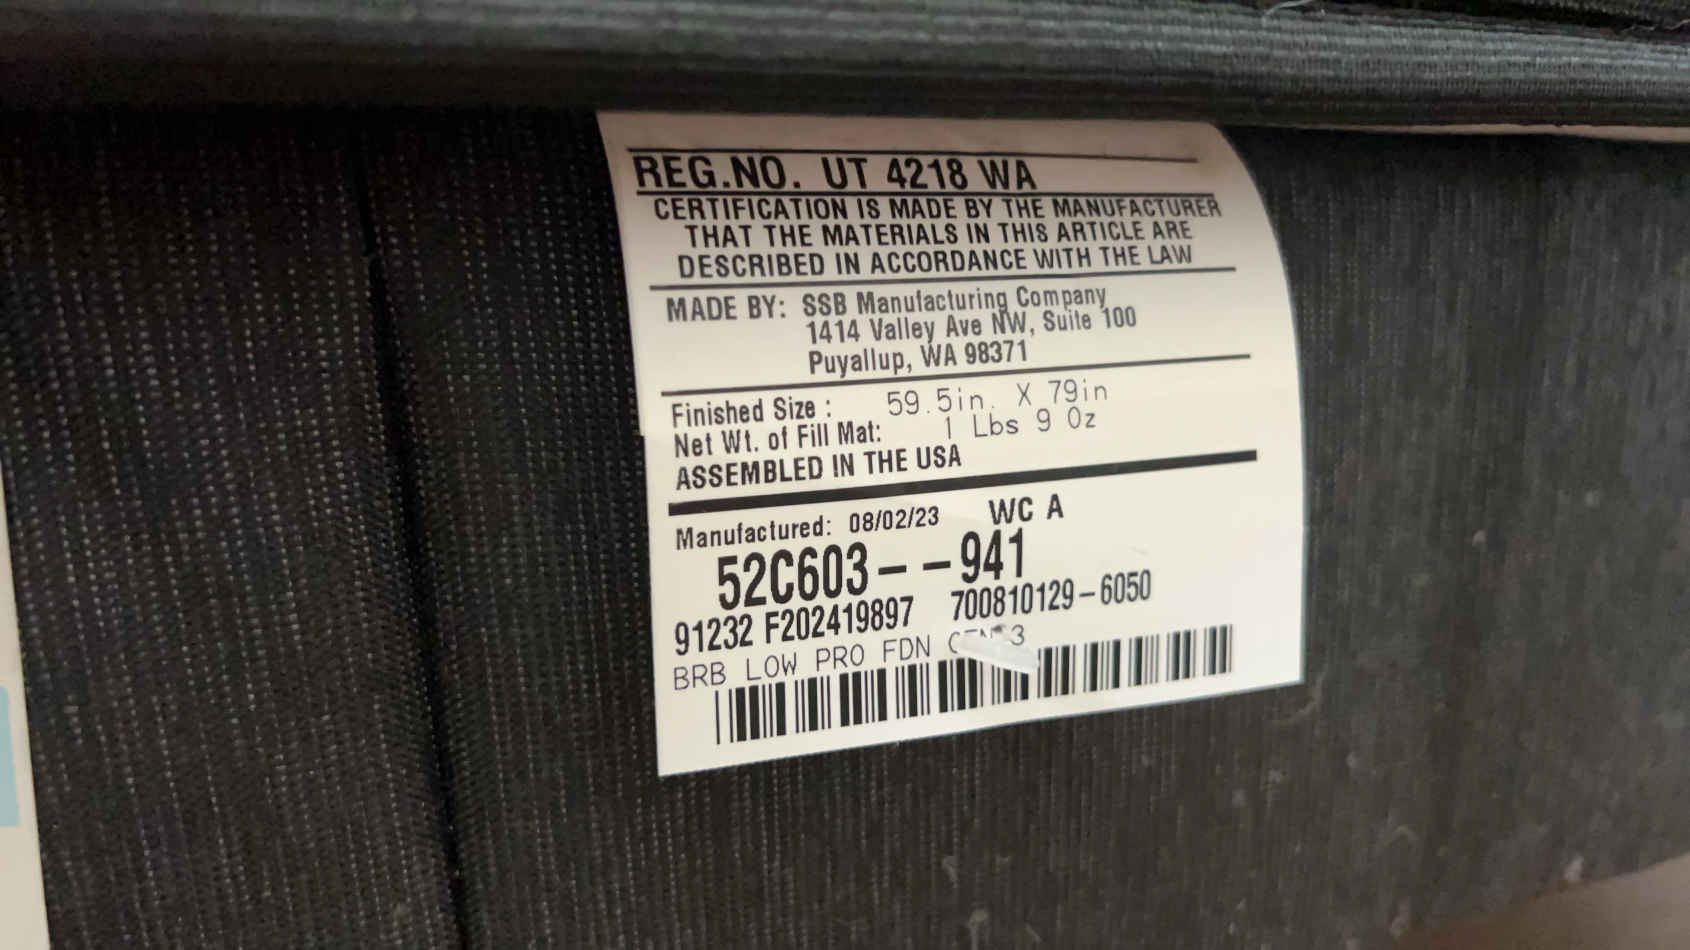 REG.NO. UT 4218 WA
CERTIFICATION IS MADE BY THE MANUFACTURER
THAT THE MATERIALS IN THIS ARTICLE ARE
DESCRIBED IN ACCORDANCE WITH THE LAW
MADE BY: SSB Manufacturing Company
1414 Valley Ave NW, Suite 100
Puyallup, WA 98371
Finished Size : 59.5in. X 79in
Net Wt. of Fill Mat: 1 Lbs 9 Oz
ASSEMBLED IN THE USA
Manufactured: 08/02/23 WC A
52C603--941
91232 F202419897 700810129-6050
BRB LOW PRO FDN 3